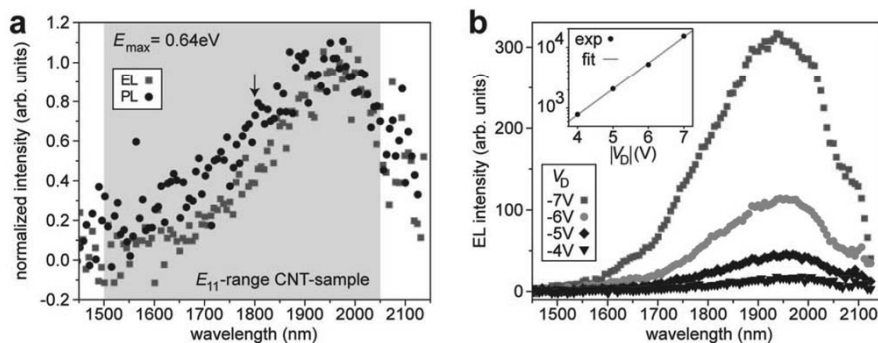 a
E_max = 0.64eV
EL
PL
E_11-range CNT-sample
normalized intensity (arb. units)
1.2
1.0
0.8
0.6
0.4
0.2
0.0
-0.2
1500 1600 1700 1800 1900 2000 2100
wavelength (nm)
b
exp
fit
10^4
10^3
4 5 6 7
|V_D|(V)
V_D
-7V
-6V
-5V
-4V
EL intensity (arb. units)
300
200
100
0
1500 1600 1700 1800 1900 2000 2100
wavelength (nm)